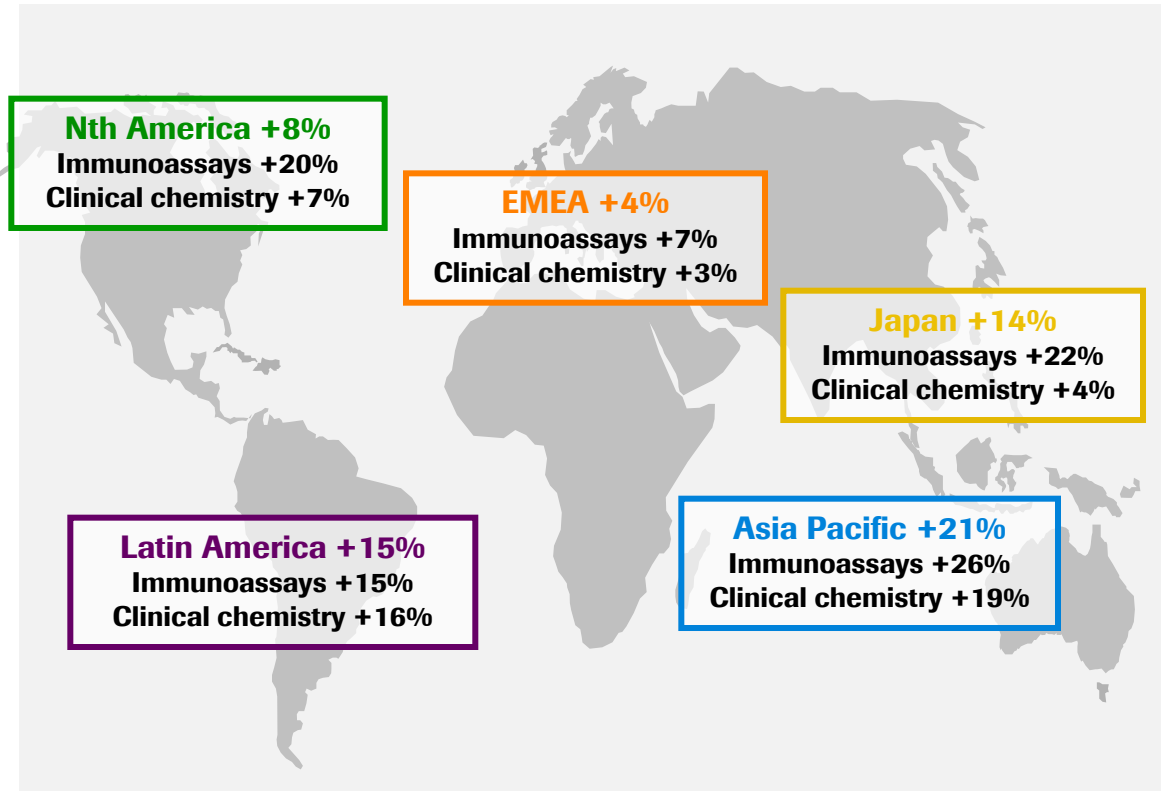 Nth America +8%
Immunoassays +20%
Clinical chemistry +7%
EMEA +4%
Immunoassays +7%
Clinical chemistry +3%
Japan +14%
Immunoassays +22%
Clinical chemistry +4%
Latin America +15%
Immunoassays +15%
Clinical chemistry +16%
Asia Pacific +21%
Immunoassays +26%
Clinical chemistry +19%